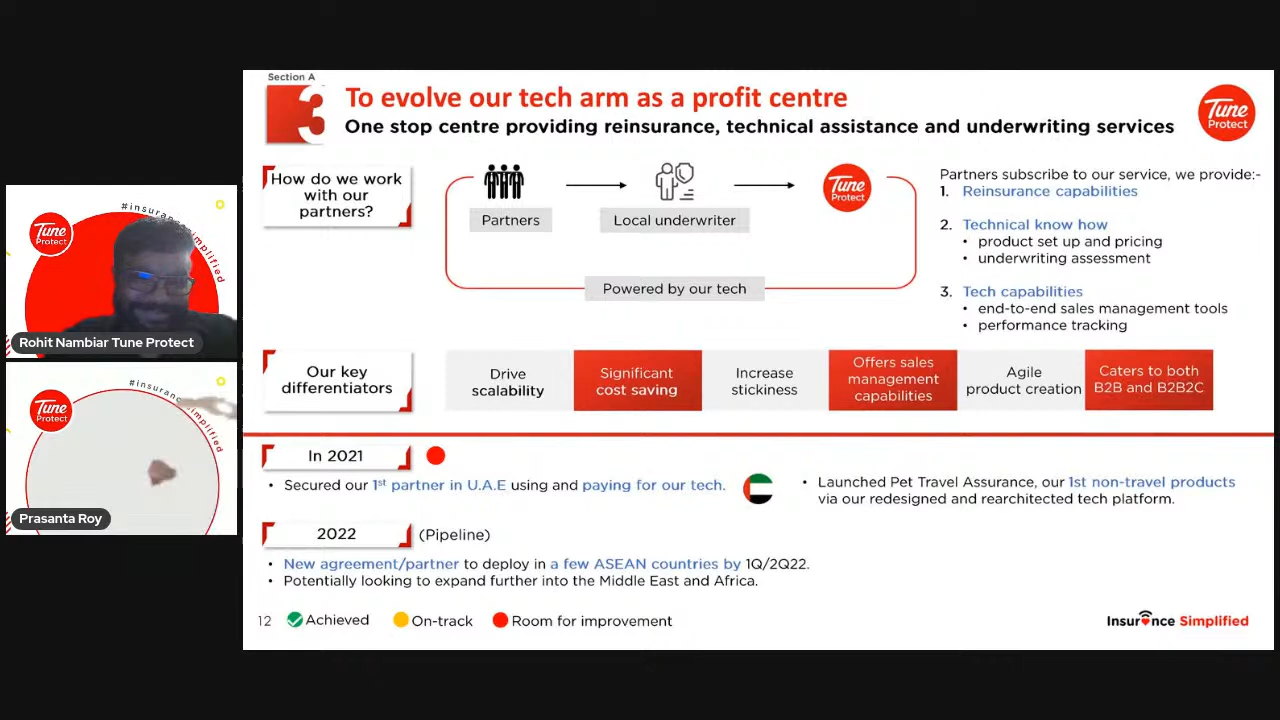 Section A
3
To evolve our tech arm as a profit centre
One stop centre providing reinsurance, technical assistance and underwriting services
Tune
Protect
How do we work
with our
partners?
Partners
Local underwriter
Tune
Protect
Powered by our tech
Partners subscribe to our service, we provide:-
1. Reinsurance capabilities
2. Technical know how
• product set up and pricing
• underwriting assessment
3. Tech capabilities
• end-to-end sales management tools
• performance tracking
Our key
differentiators
Drive
scalability
Significant
cost saving
Increase
stickiness
Offers sales
management
capabilities
Agile
product creation
Caters to both
B2B and B2B2C
In 2021
• Secured our 1st partner in U.A.E using and paying for our tech.
• Launched Pet Travel Assurance, our 1st non-travel products
via our redesigned and rearchitected tech platform.
2022 (Pipeline)
• New agreement/partner to deploy in a few ASEAN countries by 1Q/2Q22.
• Potentially looking to expand further into the Middle East and Africa.
12 Achieved On-track Room for improvement
Insurance Simplified
Tune
Protect
#insuran
implified
Rohit Nambiar Tune Protect
Tune
Protect
#insuranc
simplified
Prasanta Roy